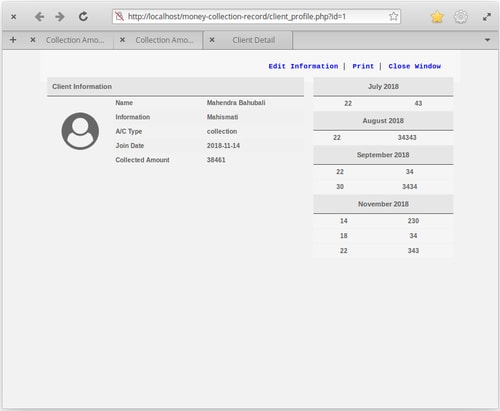 http://localhost/money-collection-record/client_profile.php?id=1
Collection Amo...
Collection Amo...
Client Detail
Edit Information | Print | Close Window
Client Information
Name Mahendra Bahubali
Information Mahismati
A/C Type collection
Join Date 2018-11-14
Collected Amount 38461
July 2018
22 43
August 2018
22 34343
September 2018
22 34
30 3434
November 2018
14 230
18 34
22 343